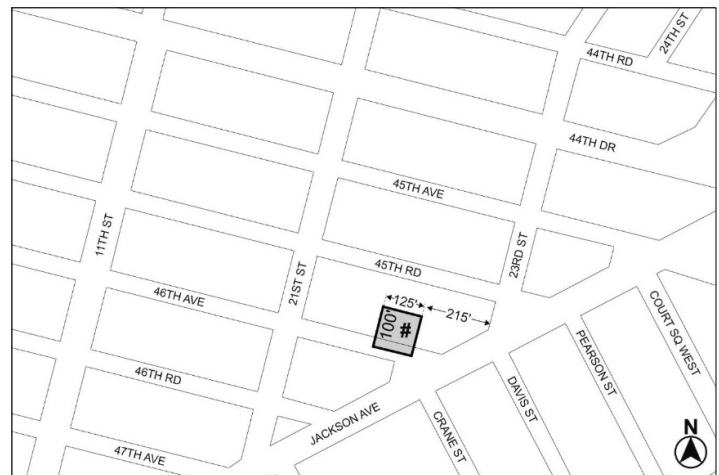 24TH ST
44TH RD
44TH DR
45TH AVE
11TH ST
23RD ST
45TH RD
21ST ST
46TH AVE
125'
215'
100'
#
COURT SQ WEST
PEARSON ST
46TH RD
DAVIS ST
JACKSON AVE
CRANE ST
47TH AVE
N